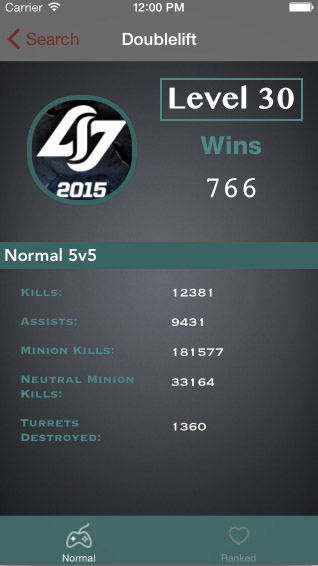 Carrier 12:00 PM
Search Doublelift
Level 30
Wins
766
2015
Normal 5v5
Kills: 12381
Assists: 9431
Minion Kills: 181577
Neutral Minion
Kills: 33164
Turrets
Destroyed: 1360
Normal Ranked